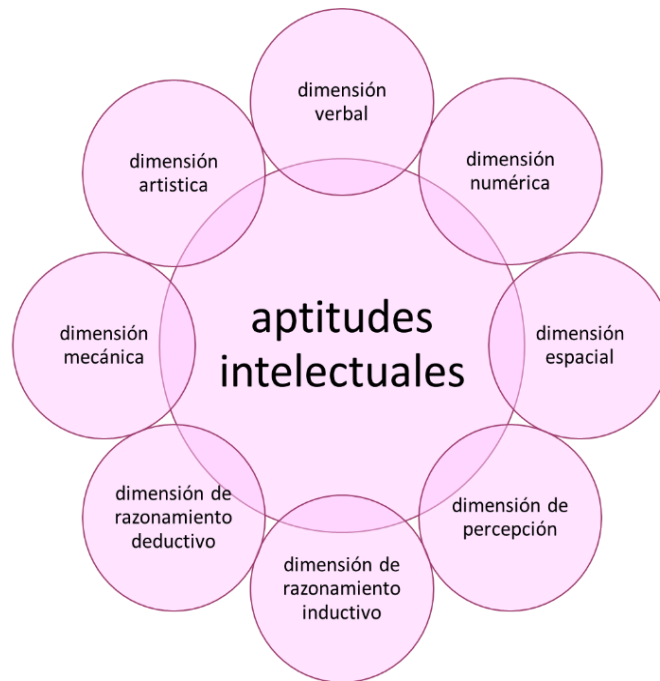 dimensión
verbal
dimensión
numérica
dimensión
espacial
dimensión de
percepción
dimensión de
razonamiento
inductivo
dimensión de
razonamiento
deductivo
dimensión
mecánica
dimensión
artistica
aptitudes
intelectuales